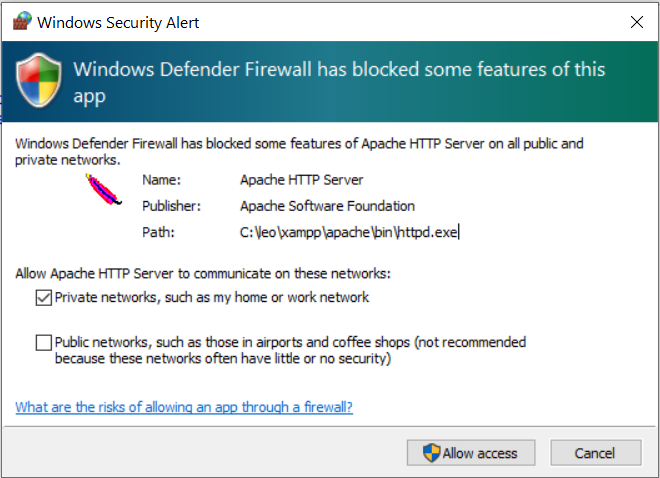 Windows Security Alert
Windows Defender Firewall has blocked some features of this
app
Windows Defender Firewall has blocked some features of Apache HTTP Server on all public and
private networks.
Name: Apache HTTP Server
Publisher: Apache Software Foundation
Path: C:\leo\xampp\apache\bin\httpd.exe
Allow Apache HTTP Server to communicate on these networks:
Private networks, such as my home or work network
Public networks, such as those in airports and coffee shops (not recommended
because these networks often have little or no security)
What are the risks of allowing an app through a firewall?
Allow access Cancel